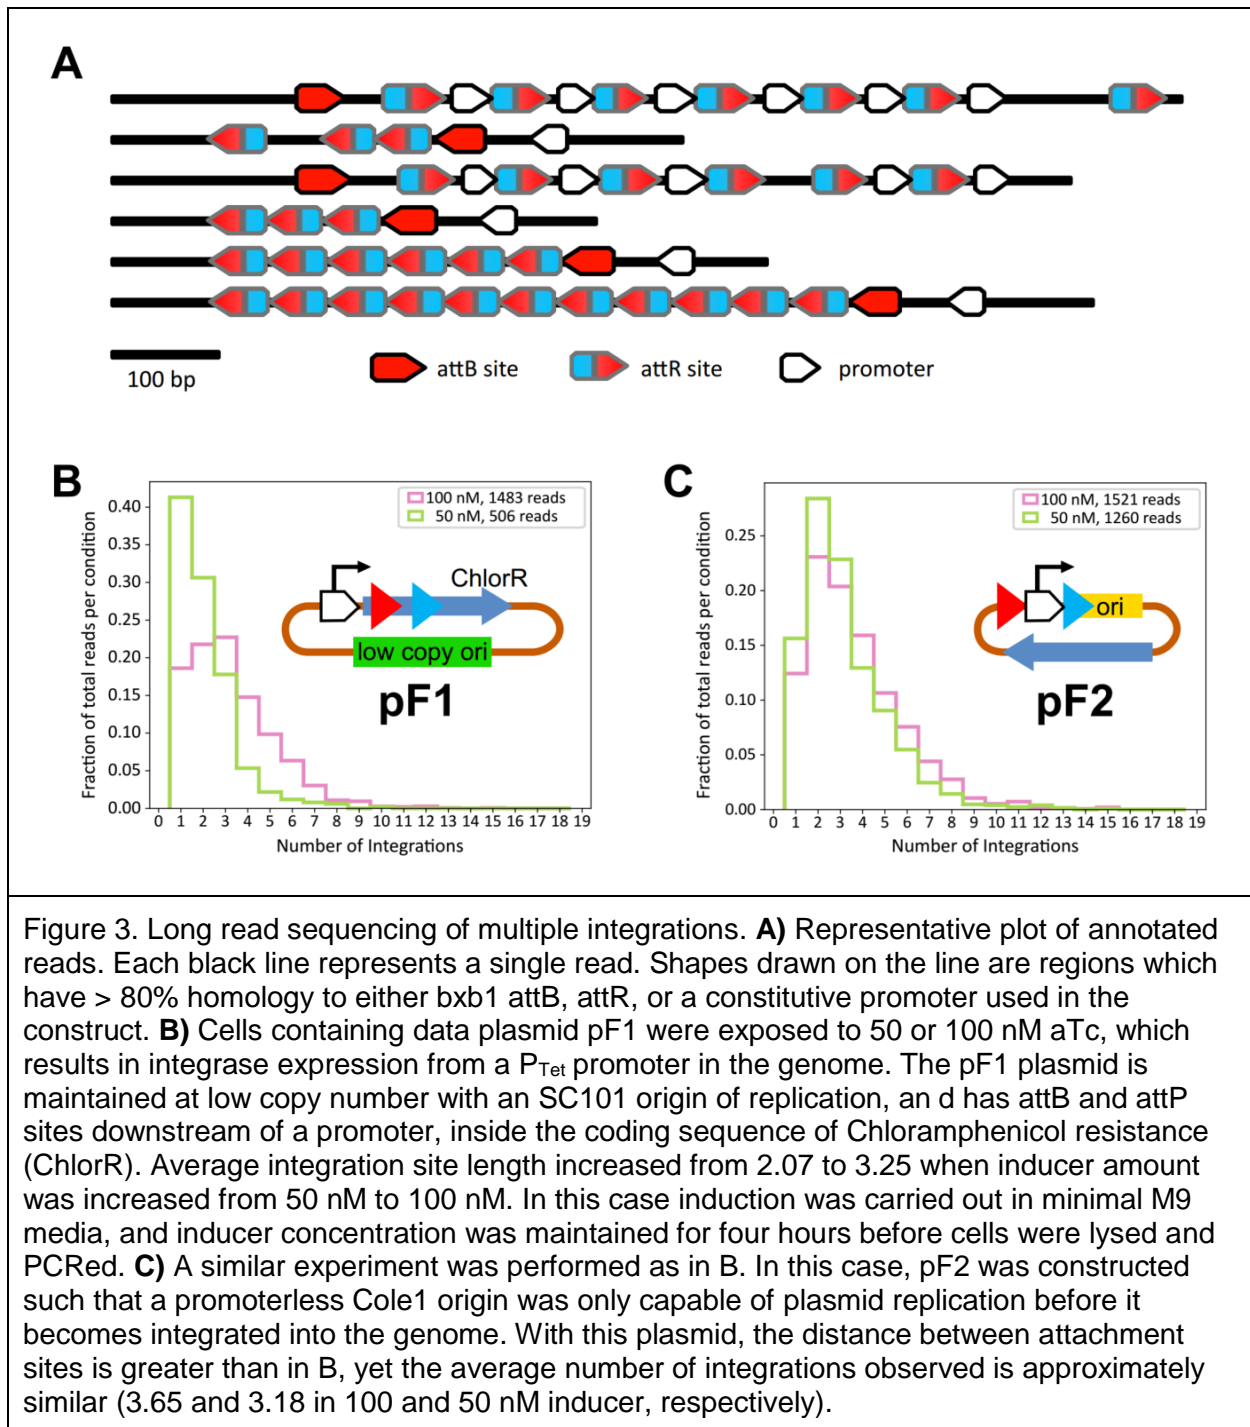 A
100 bp
attB site
attR site
promoter
B
Fraction of total reads per condition
0.40
0.35
0.30
0.25
0.20
0.15
0.10
0.05
0.00
100 nM, 1483 reads
50 nM, 506 reads
ChlorR
low copy ori
pF1
0 1 2 3 4 5 6 7 8 9 10 11 12 13 14 15 16 17 18 19
Number of Integrations
C
Fraction of total reads per condition
0.25
0.20
0.15
0.10
0.05
0.00
100 nM, 1521 reads
50 nM, 1260 reads
ori
pF2
0 1 2 3 4 5 6 7 8 9 10 11 12 13 14 15 16 17 18 19
Number of Integrations
Figure 3. Long read sequencing of multiple integrations. A) Representative plot of annotated
reads. Each black line represents a single read. Shapes drawn on the line are regions which
have > 80% homology to either bxb1 attB, attR, or a constitutive promoter used in the
construct. B) Cells containing data plasmid pF1 were exposed to 50 or 100 nM aTc, which
results in integrase expression from a PTet promoter in the genome. The pF1 plasmid is
maintained at low copy number with an SC101 origin of replication, an d has attB and attP
sites downstream of a promoter, inside the coding sequence of Chloramphenicol resistance
(ChlorR). Average integration site length increased from 2.07 to 3.25 when inducer amount
was increased from 50 nM to 100 nM. In this case induction was carried out in minimal M9
media, and inducer concentration was maintained for four hours before cells were lysed and
PCRed. C) A similar experiment was performed as in B. In this case, pF2 was constructed
such that a promoterless Cole1 origin was only capable of plasmid replication before it
becomes integrated into the genome. With this plasmid, the distance between attachment
sites is greater than in B, yet the average number of integrations observed is approximately
similar (3.65 and 3.18 in 100 and 50 nM inducer, respectively).